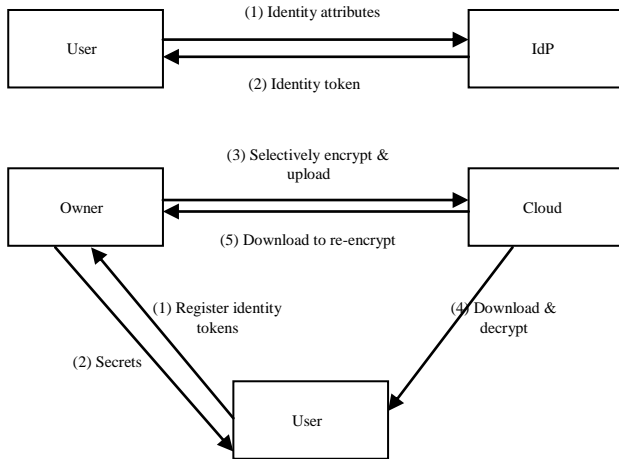 (1) Identity attributes
User
IdP
(2) Identity token
(3) Selectively encrypt &
upload
Owner
Cloud
(5) Download to re-encrypt
(1) Register identity
tokens
(4) Download &
decrypt
(2) Secrets
User